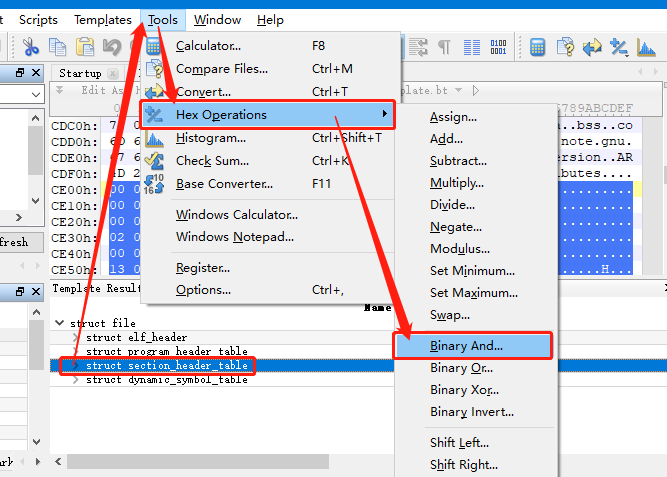 Scripts Templates Tools Window Help
Startup
Edit As
plate.bt
789ABCDEF
Calculator... F8
Compare Files... Ctrl+M
Convert... Ctrl+T
Hex Operations
Histogram... Ctrl+Shift+T
Check Sum... Ctrl+K
Base Converter... F11
Windows Calculator...
Windows Notepad...
Register...
Options... Ctrl+,
Assign...
Add...
Subtract...
Multiply...
Divide...
Negate...
Modulus...
Set Minimum...
Set Maximum...
Swap...
Binary And...
Binary Or...
Binary Xor...
Binary Invert...
Shift Left...
Shift Right...
CDC0h:
CDD0h: 6D 6
CDE0h:
CDF0h: 4D 2
CE00h: 00 0
CE10h: 00 0
CE20h: 00 0
CE30h: 02 0
CE40h: 00 0
CE50h: 13 0
..bss..co
note.gnu.
ersion..AR
butes....
H...
fresh
Template Result
Name
struct file
struct elf_header
struct program_header_table
struct section_header_table
struct dynamic_symbol_table